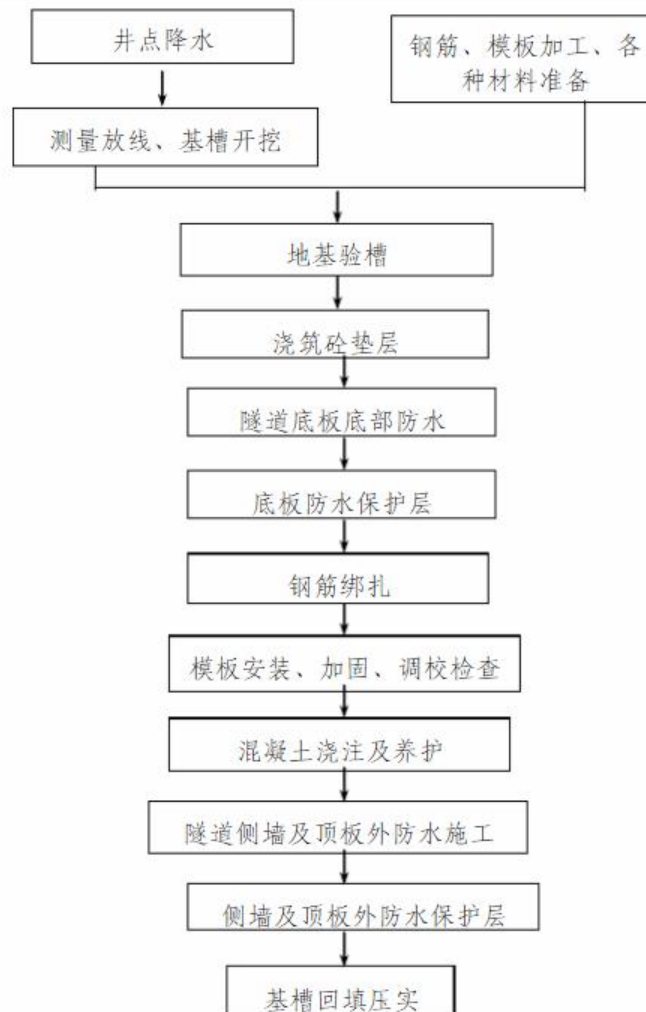 井点降水
钢筋、模板加工、各
种材料准备
测量放线、基槽开挖
地基验槽
浇筑砼垫层
隧道底板底部防水
底板防水保护层
钢筋绑扎
模板安装、加固、调校检查
混凝土浇注及养护
隧道侧墙及顶板外防水施工
侧墙及顶板外防水保护层
基槽回填压实